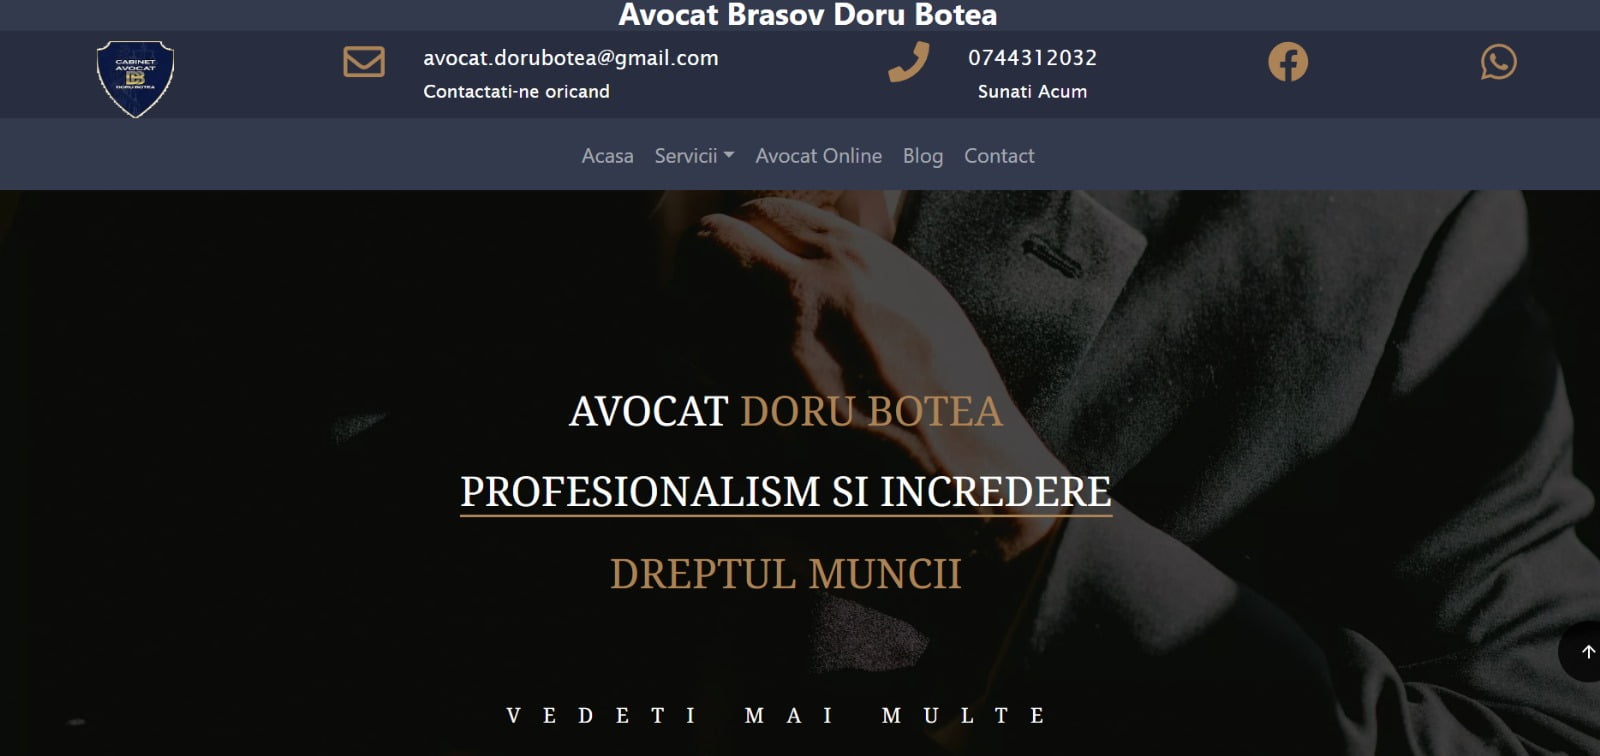 Avocat Brasov Doru Botea
CABINET
AVOCAT
DB
DORU BOTEA
avocat.dorubotea@gmail.com
Contactati-ne oricand
0744312032
Sunati Acum
Acasa Servicii Avocat Online Blog Contact
AVOCAT DORU BOTEA
PROFESIONALISM SI INCREDERE
DREPTUL MUNCII
VEDETI MAI MULTE